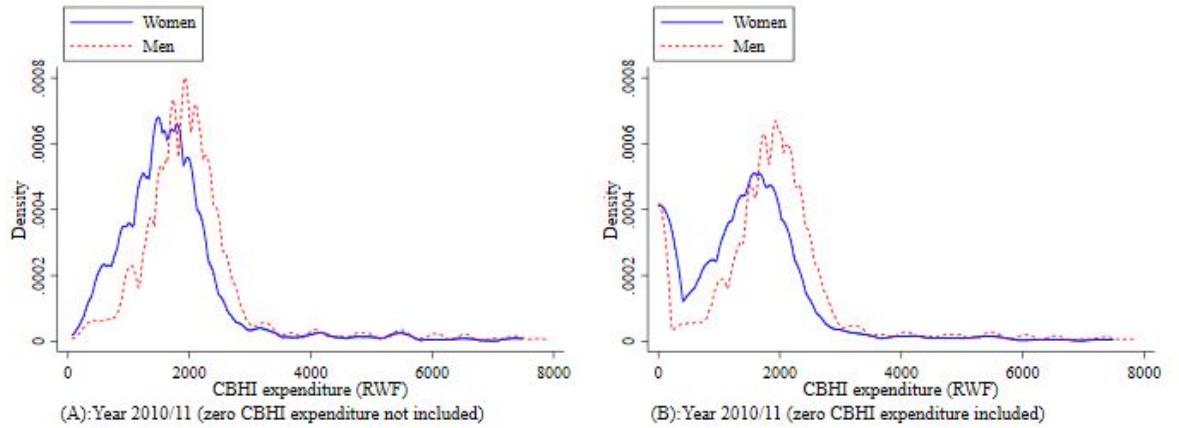 Women
Men
.0008
.0006
.0004
.0002
0
Density
0
2000
4000
6000
8000
CBHI expenditure (RWF)
(A):Year 2010/11 (zero CBHI expenditure not included)
Women
Men
.0008
.0006
.0004
.0002
0
Density
0
2000
4000
6000
8000
CBHI expenditure (RWF)
(B):Year 2010/11 (zero CBHI expenditure included)